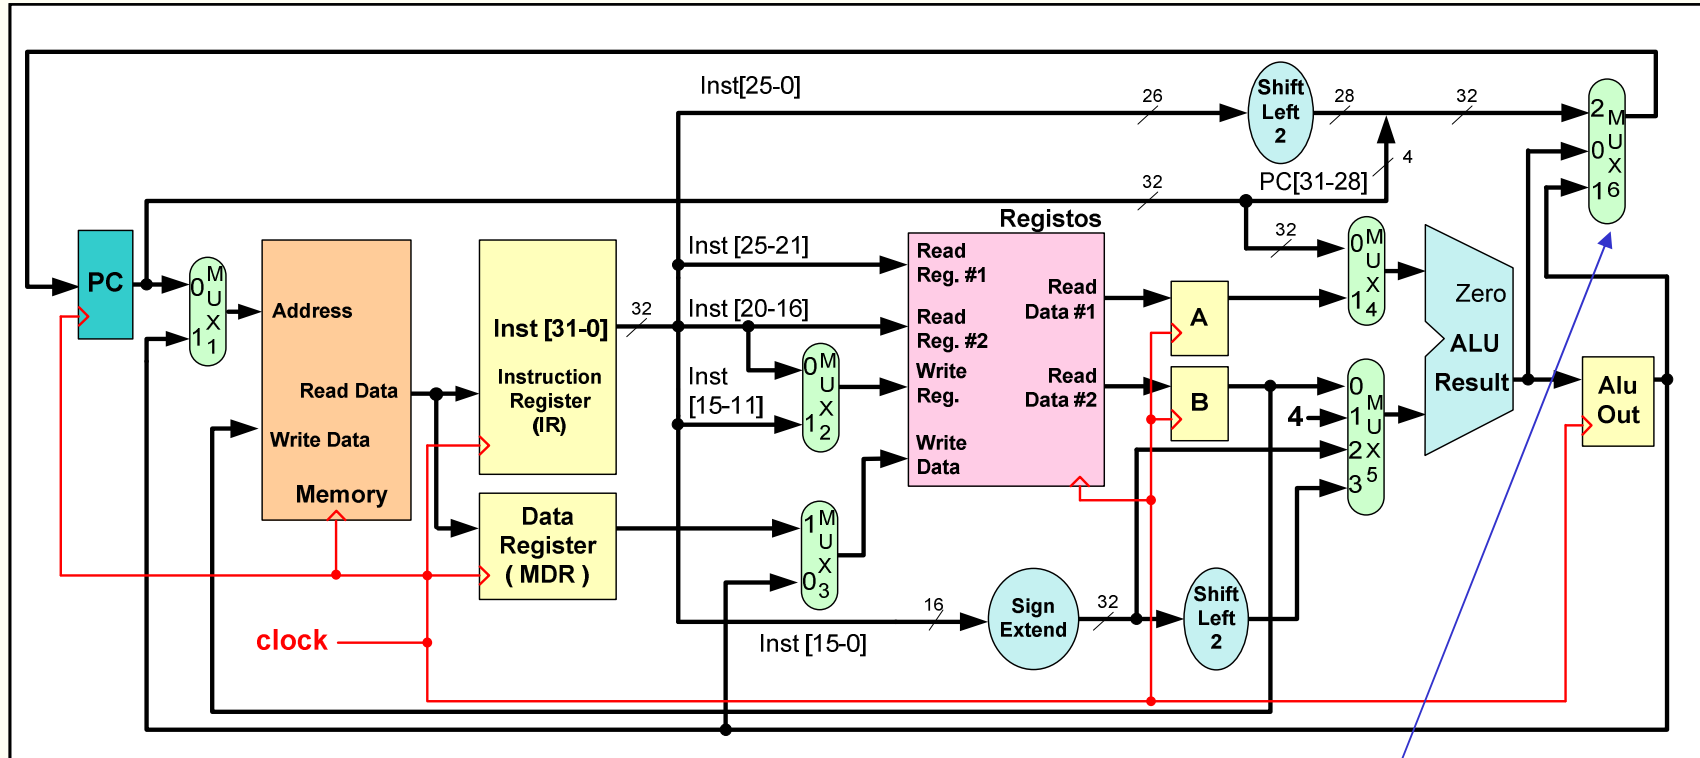 Inst[25-0]
26
Shift
Left
2
28
32
2
0
1
M
U
X
6
4
PC[31-28]
32
Registos
PC
0
1
M
U
X
1
Address
Read Data
Write Data
Memory
Inst [31-0]
Instruction
Register
(IR)
32
Data
Register
( MDR )
Inst [25-21]
Inst [20-16]
Inst
[15-11]
0
1
M
U
X
2
1
0
M
U
X
3
Read
Reg. #1
Read
Reg. #2
Write
Reg.
Write
Data
Read
Data #1
Read
Data #2
A
B
32
0
1
M
U
X
4
4
0
1
2
3
M
U
X
5
Zero
ALU
Result
Alu
Out
16
Inst [15-0]
Sign
Extend
32
Shift
Left
2
clock